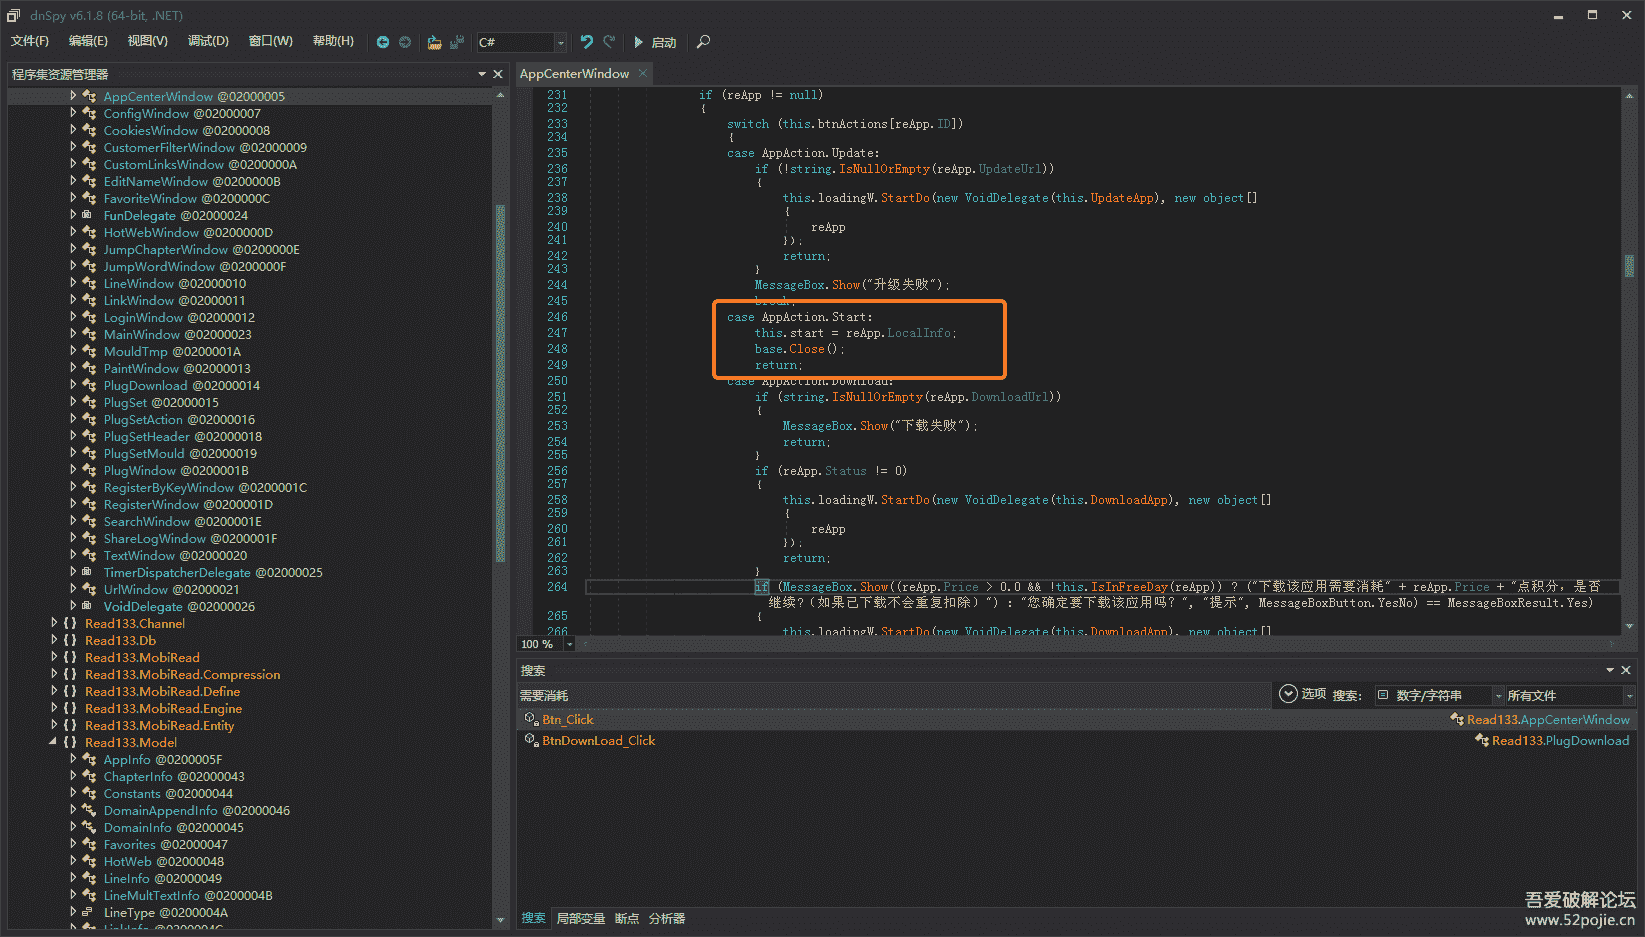 dnSpy v6.1.8 (64-bit, .NET)
文件(F) 编辑(E) 视图(V) 调试(D) 窗口(W) 帮助(H) C# 启动
程序集资源管理器
AppCenterWindow @02000005
ConfigWindow @02000007
CookiesWindow @02000008
CustomerFilterWindow @02000009
CustomLinksWindow @0200000A
EditNameWindow @0200000B
FavoriteWindow @0200000C
FunDelegate @02000024
HotWebWindow @0200000D
JumpChapterWindow @0200000E
JumpWordWindow @0200000F
LineWindow @02000010
LinkWindow @02000011
LoginWindow @02000012
MainWindow @02000023
MouldTmp @0200001A
PaintWindow @02000013
PlugDownload @02000014
PlugSet @02000015
PlugSetAction @02000016
PlugSetHeader @02000018
PlugSetMould @02000019
PlugWindow @0200001B
RegisterByKeyWindow @0200001C
RegisterWindow @0200001D
SearchWindow @0200001E
ShareLogWindow @0200001F
TextWindow @02000020
TimerDispatcherDelegate @02000025
UrlWindow @02000021
VoidDelegate @02000026
{ } Read133.Channel
{ } Read133.Db
{ } Read133.MobiRead
{ } Read133.MobiRead.Compression
{ } Read133.MobiRead.Define
{ } Read133.MobiRead.Engine
{ } Read133.MobiRead.Entity
{ } Read133.Model
AppInfo @0200005F
ChapterInfo @02000043
Constants @02000044
DomainAppendInfo @02000046
DomainInfo @02000045
Favorites @02000047
HotWeb @02000048
LineInfo @02000049
LineMultTextInfo @0200004B
LineType @0200004A
LinkInfo @0200004C
AppCenterWindow
231 if (reApp != null)
232 {
233 switch (this.btnActions[reApp.ID])
234 {
235 case AppAction.Update:
236 if (!string.IsNullOrEmpty(reApp.UpdateUrl))
237 {
238 this.loadingW.StartDo(new VoidDelegate(this.UpdateApp), new object[]
239 {
240 reApp
241 });
242 return;
243 }
244 MessageBox.Show("升级失败");
245 break;
246 case AppAction.Start:
247 this.start = reApp.LocalInfo;
248 base.Close();
249 return;
250 case AppAction.Download:
251 if (string.IsNullOrEmpty(reApp.DownloadUrl))
252 {
253 MessageBox.Show("下载失败");
254 return;
255 }
256 if (reApp.Status != 0)
257 {
258 this.loadingW.StartDo(new VoidDelegate(this.DownloadApp), new object[]
259 {
260 reApp
261 });
262 return;
263 }
264 if (MessageBox.Show((reApp.Price > 0.0 && !this.IsInFreeDay(reApp)) ? ("下载该应用需要消耗" + reApp.Price + "点积分，是否
继续？（如果已下载不会重复扣除）") : "您确定要下载该应用吗？", "提示", MessageBoxButton.YesNo) == MessageBoxResult.Yes)
265 {
266 this.loadingW.StartDo(new VoidDelegate(this.DownloadApp), new object[]
100 %
搜索
需要消耗 选项 搜索: 数字/字符串 所有文件
Btn_Click Read133.AppCenterWindow
BtnDownLoad_Click Read133.PlugDownload
搜索 局部变量 断点 分析器
吾爱破解论坛
www.52pojie.cn